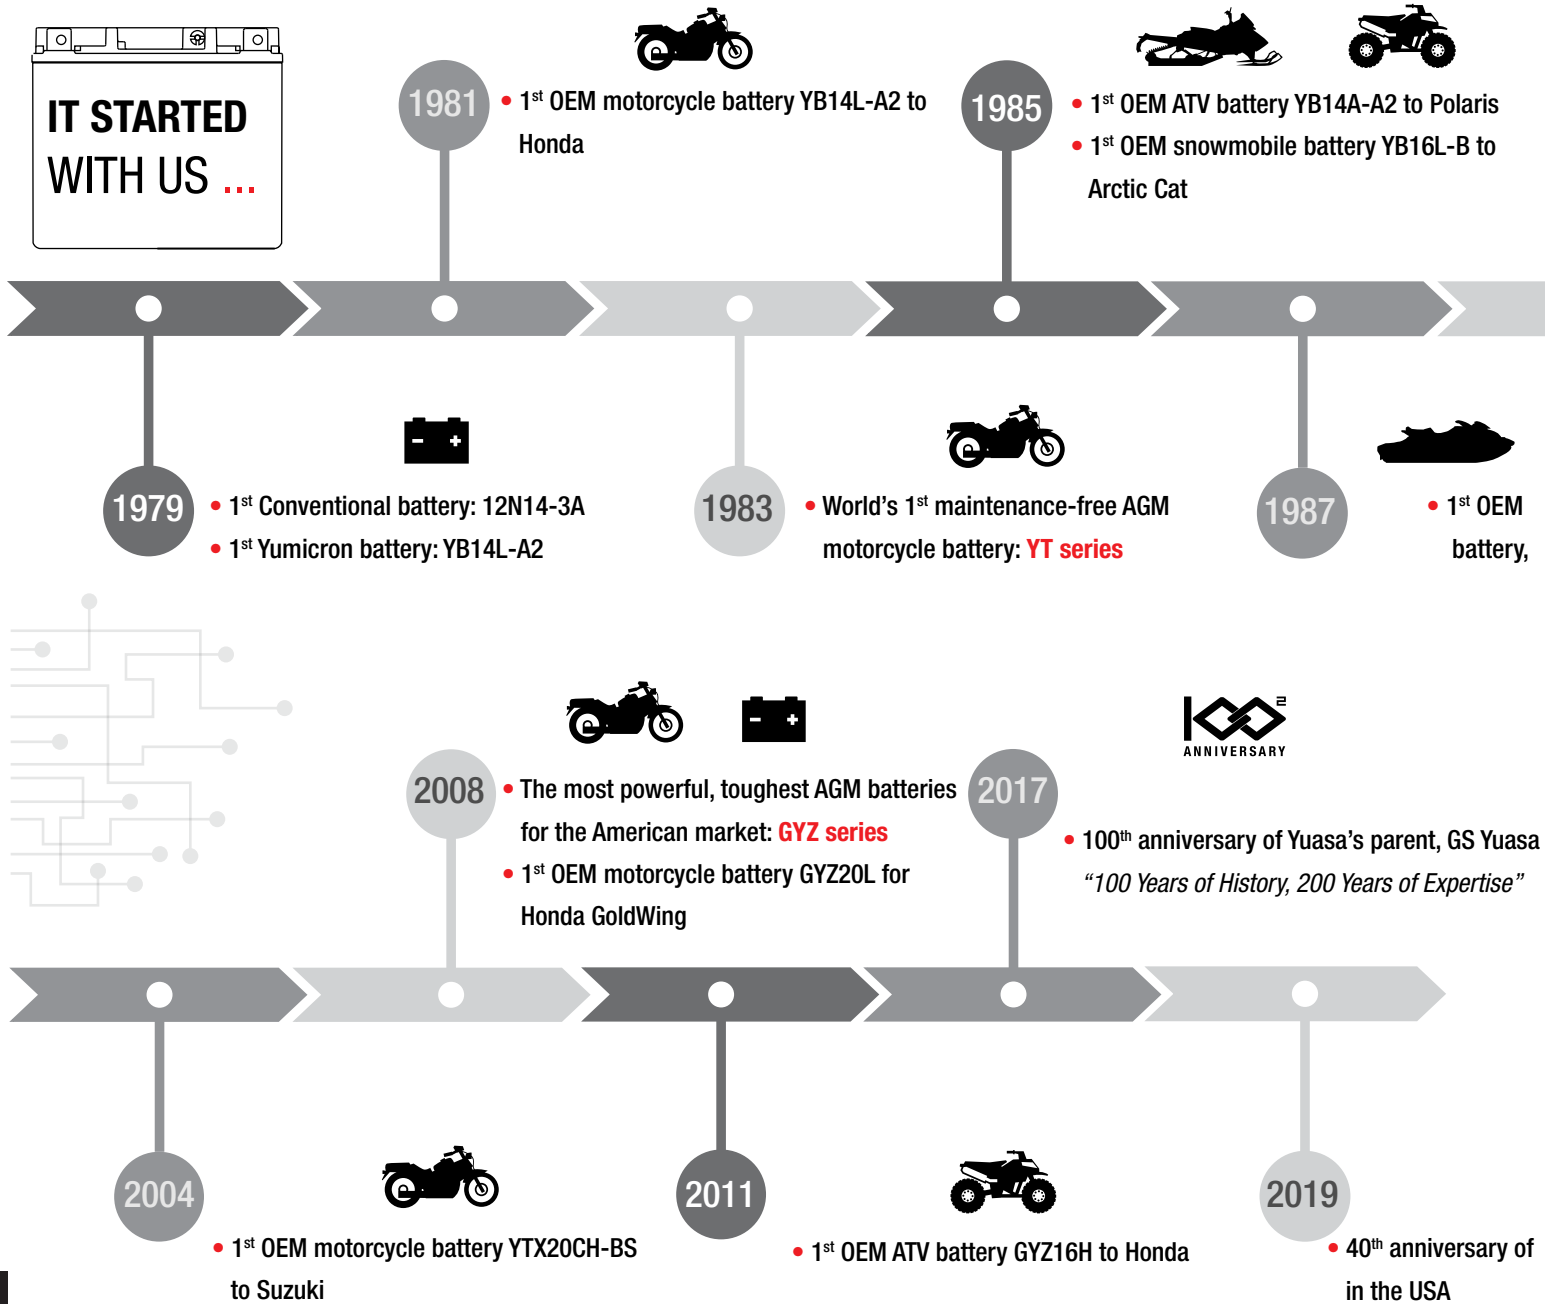 IT STARTED
WITH US ...
1981
• 1st OEM motorcycle battery YB14L-A2 to
Honda
1985
• 1st OEM ATV battery YB14A-A2 to Polaris
• 1st OEM snowmobile battery YB16L-B to
Arctic Cat
1979
• 1st Conventional battery: 12N14-3A
• 1st Yumicron battery: YB14L-A2
1983
• World's 1st maintenance-free AGM
motorcycle battery: YT series
1987
• 1st OEM
battery,
2008
• The most powerful, toughest AGM batteries
for the American market: GYZ series
• 1st OEM motorcycle battery GYZ20L for
Honda GoldWing
2017
100 2
ANNIVERSARY
• 100th anniversary of Yuasa's parent, GS Yuasa
"100 Years of History, 200 Years of Expertise"
2004
• 1st OEM motorcycle battery YTX20CH-BS
to Suzuki
2011
• 1st OEM ATV battery GYZ16H to Honda
2019
• 40th anniversary of
in the USA